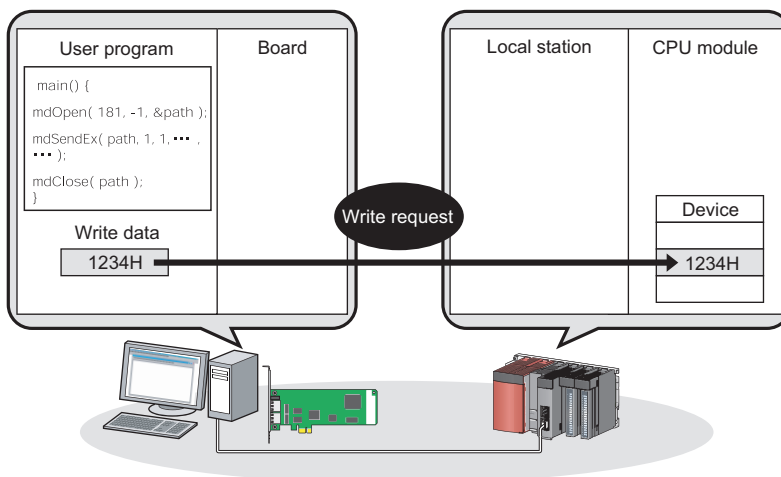 User program
Board
main() {
mdOpen( 181, -1, &path );
mdSendEx( path, 1, 1, ••• ,
••• );
mdClose( path );
}
Write data
1234H
Write request
Local station
CPU module
Device
1234H